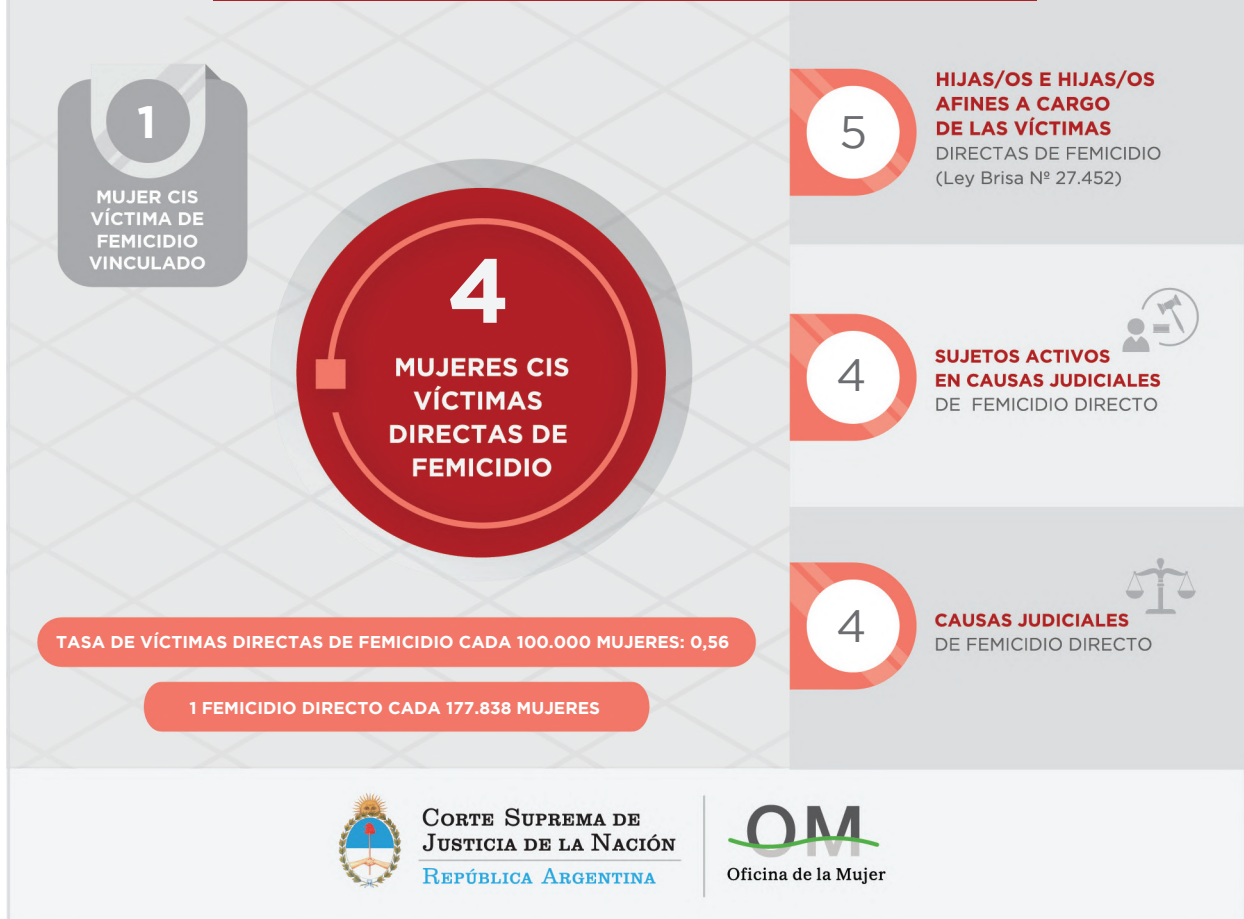 1
MUJER CIS
VÍCTIMA DE
FEMICIDIO
VINCULADO
4
MUJERES CIS
VÍCTIMAS
DIRECTAS DE
FEMICIDIO
TASA DE VÍCTIMAS DIRECTAS DE FEMICIDIO CADA 100.000 MUJERES: 0,56
1 FEMICIDIO DIRECTO CADA 177.838 MUJERES
5
HIJAS/OS E HIJAS/OS
AFINES A CARGO
DE LAS VÍCTIMAS
DIRECTAS DE FEMICIDIO
(Ley Brisa Nº 27.452)
4
SUJETOS ACTIVOS
EN CAUSAS JUDICIALES
DE FEMICIDIO DIRECTO
4
CAUSAS JUDICIALES
DE FEMICIDIO DIRECTO
CORTE SUPREMA DE
JUSTICIA DE LA NACIÓN
REPÚBLICA ARGENTINA
OM
Oficina de la Mujer